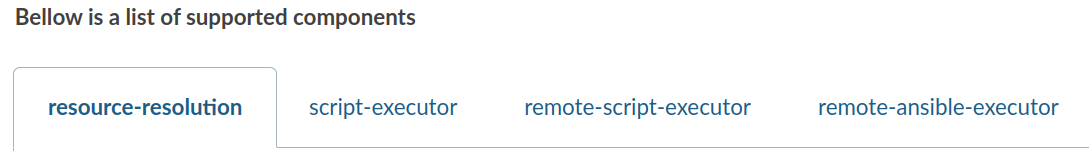 Bellow is a list of supported components
resource-resolution script-executor remote-script-executor remote-ansible-executor